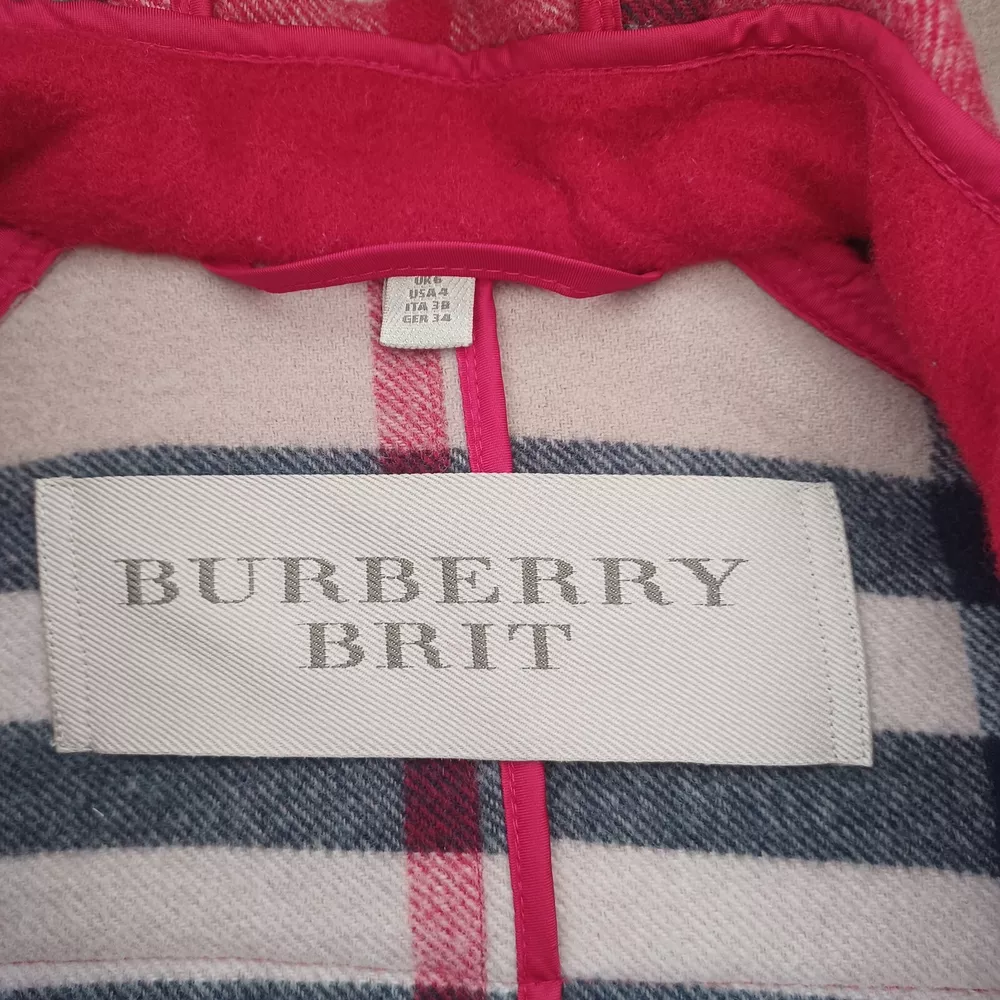 UK 6
USA 4
ITA 38
GER 34
BURBERRY
BRIT